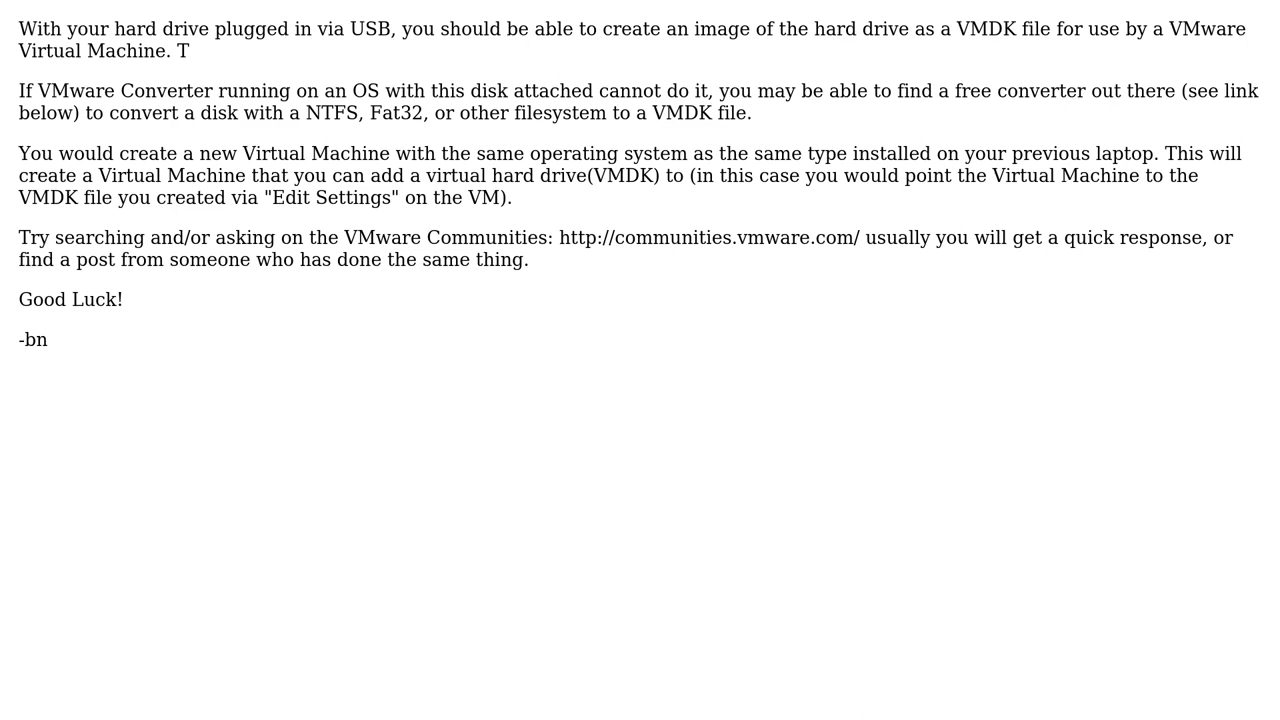 With your hard drive plugged in via USB, you should be able to create an image of the hard drive as a VMDK file for use by a VMware
Virtual Machine. T
If VMware Converter running on an OS with this disk attached cannot do it, you may be able to find a free converter out there (see link
below) to convert a disk with a NTFS, Fat32, or other filesystem to a VMDK file.
You would create a new Virtual Machine with the same operating system as the same type installed on your previous laptop. This will
create a Virtual Machine that you can add a virtual hard drive(VMDK) to (in this case you would point the Virtual Machine to the
VMDK file you created via "Edit Settings" on the VM).
Try searching and/or asking on the VMware Communities: http://communities.vmware.com/ usually you will get a quick response, or
find a post from someone who has done the same thing.
Good Luck!
-bn